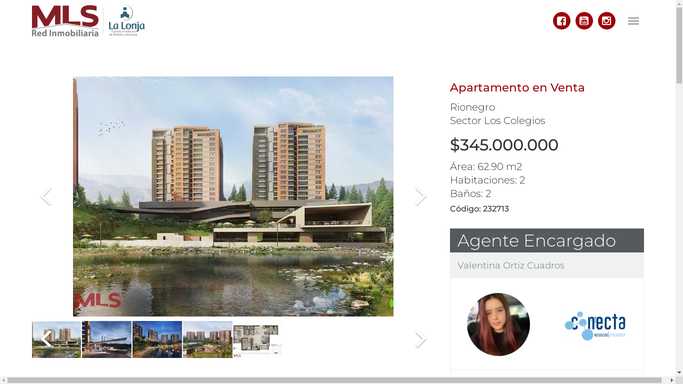 MLS
Red Inmobiliaria
La Lonja
Apartamento en Venta
Rionegro
Sector Los Colegios
$345.000.000
Área: 62.90 m2
Habitaciones: 2
Baños: 2
Código: 232713
Agente Encargado
Valentina Ortiz Cuadros
MLS
conecta